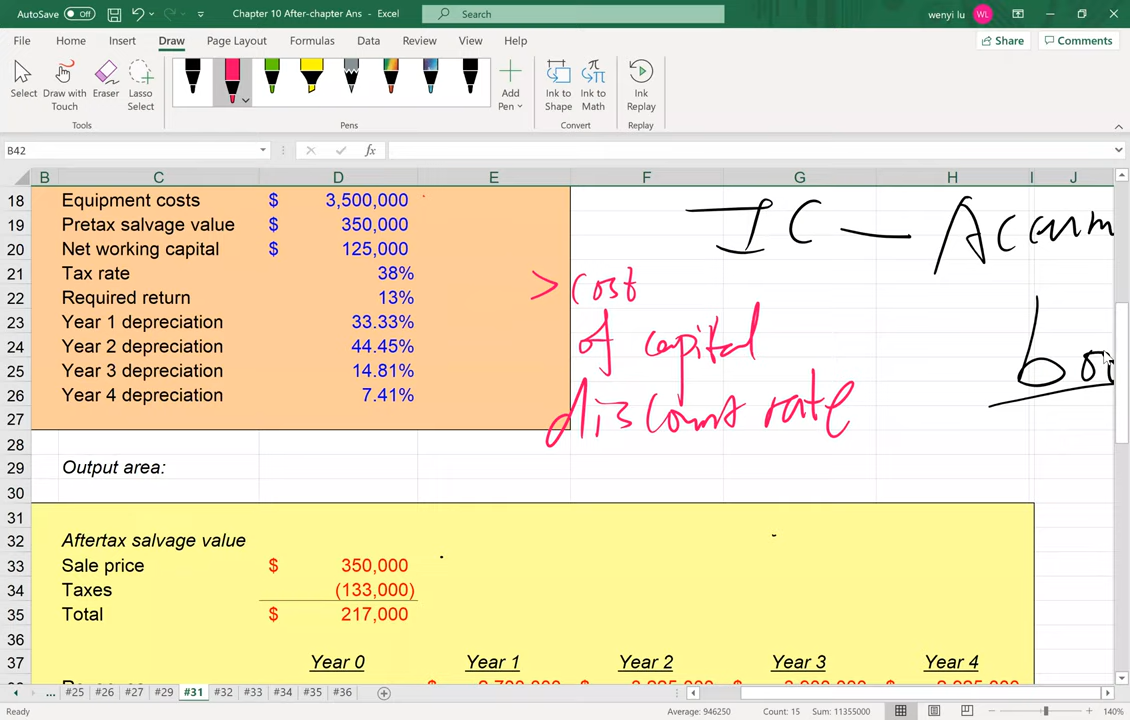 AutoSave Off Chapter 10 After-chapter Ans - Excel Search wenyi lu WL
File Home Insert Draw Page Layout Formulas Data Review View Help Share Comments
Select Draw with Touch Eraser Lasso Select Add Pen Ink to Shape Ink to Math Ink Replay
Tools Pens Convert Replay
B42 fx
B C D E F G H I J
18 Equipment costs $ 3,500,000
19 Pretax salvage value $ 350,000
20 Net working capital $ 125,000
21 Tax rate 38%
22 Required return 13%
23 Year 1 depreciation 33.33%
24 Year 2 depreciation 44.45%
25 Year 3 depreciation 14.81%
26 Year 4 depreciation 7.41%
27
28
29 Output area:
30
31
32 Aftertax salvage value
33 Sale price $ 350,000
34 Taxes (133,000)
35 Total $ 217,000
36
37 Year 0 Year 1 Year 2 Year 3 Year 4
IC — Accum
> cost
of capital
discount rate
... #25 #26 #27 #29 #31 #32 #33 #34 #35 #36
Ready Average: 946250 Count: 15 Sum: 11355000 140%